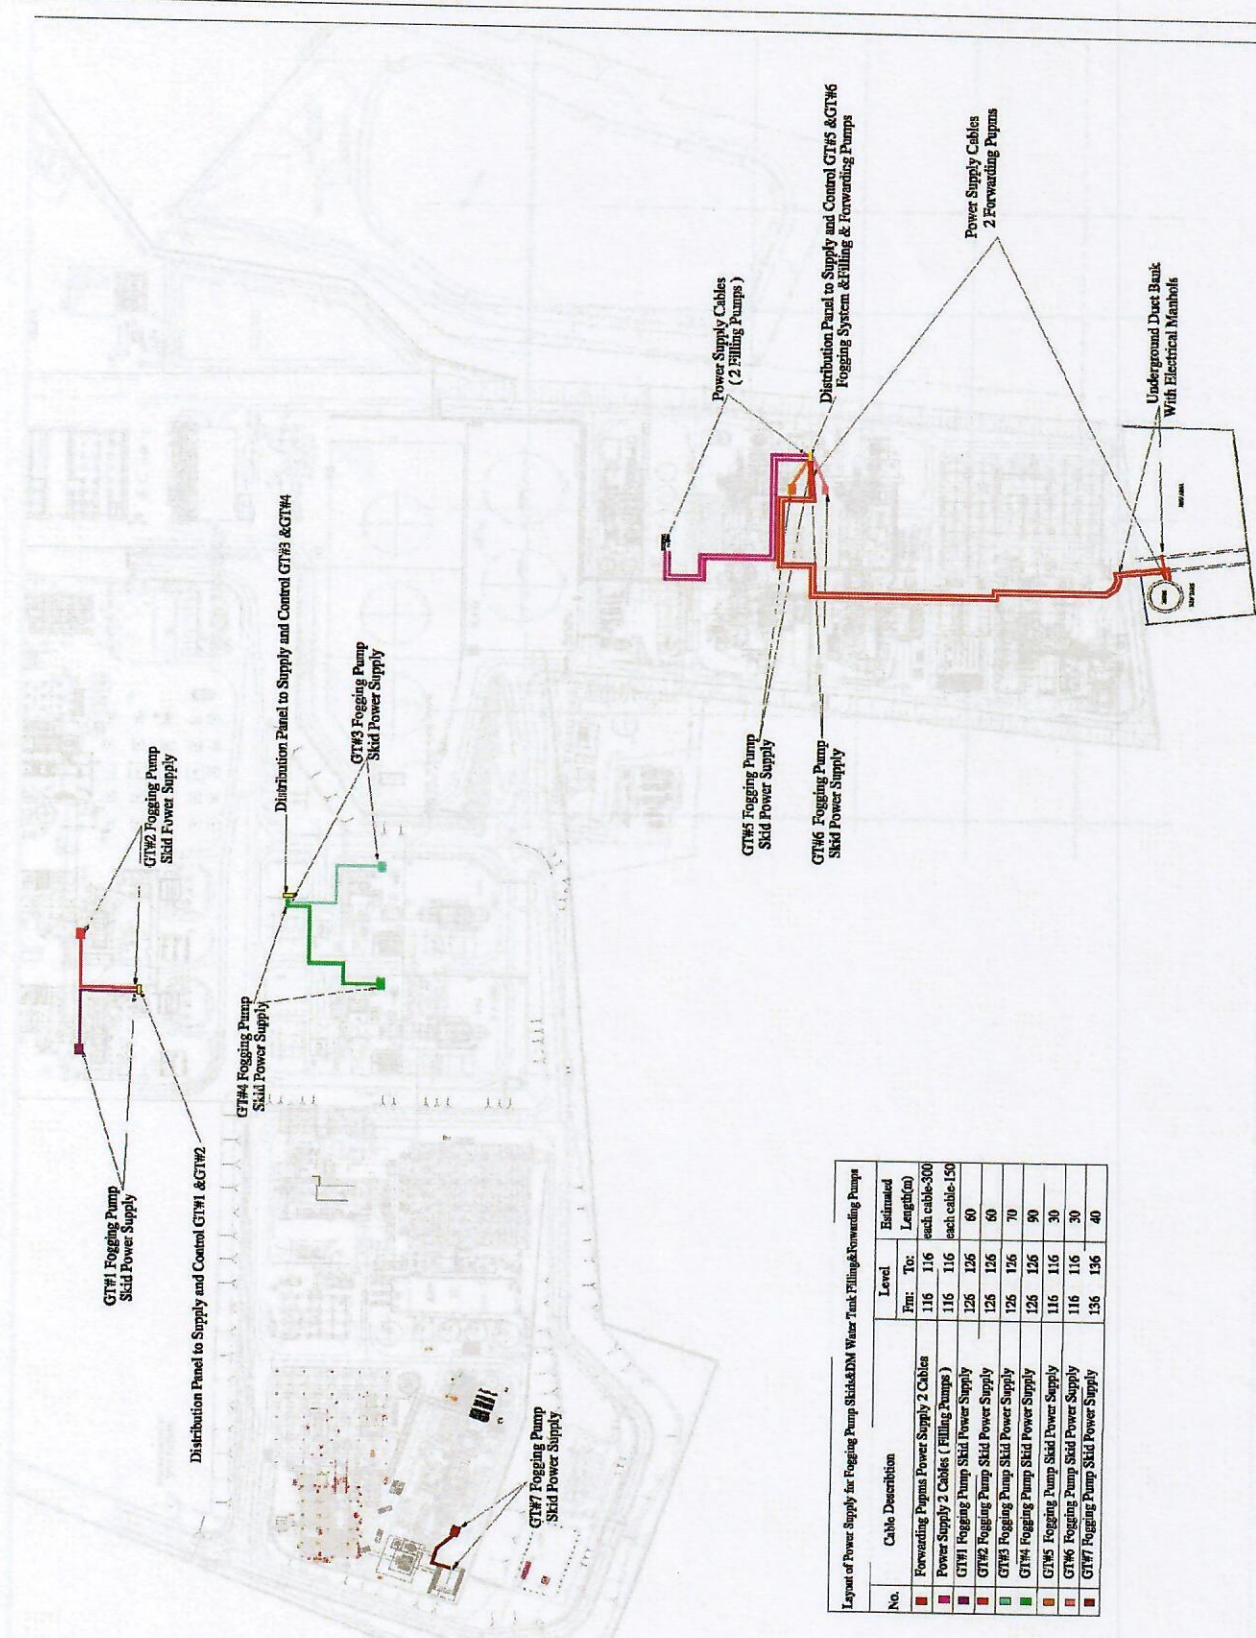 GT#1 Fogging Pump
Skid Power Supply
GT#2 Fogging Pump
Skid Power Supply
Distribution Panel to Supply and Control GT#1 &GT#2
GT#4 Fogging Pump
Skid Power Supply
Distribution Panel to Supply and Control GT#3 &GT#4
GT#3 Fogging Pump
Skid Power Supply
GT#7 Fogging Pump
Skid Power Supply
GT#5 Fogging Pump
Skid Power Supply
GT#6 Fogging Pump
Skid Power Supply
Power Supply Cables
( 2 Filling Pumps )
Distribution Panel to Supply and Control GT#5 &GT#6
Fogging System &Filling & Forwarding Pumps
Power Supply Cables
2 Forwarding Pupms
Underground Duct Bank
With Electrical Manhols
Layout of Power Supply for Fogging Pump Skids&DM Water Tank Filling&Forwarding Pumps
No. Cable Describtion Level Estimated
Frm: To: Length(m)
Forwarding Pupms Power Supply 2 Cables 116 116 each cable-300
Power Supply 2 Cables ( Filling Pumps ) 116 116 each cable-150
GT#1 Fogging Pump Skid Power Supply 126 126 60
GT#2 Fogging Pump Skid Power Supply 126 126 60
GT#3 Fogging Pump Skid Power Supply 126 126 70
GT#4 Fogging Pump Skid Power Supply 126 126 90
GT#5 Fogging Pump Skid Power Supply 116 116 30
GT#6 Fogging Pump Skid Power Supply 116 116 30
GT#7 Fogging Pump Skid Power Supply 136 136 40